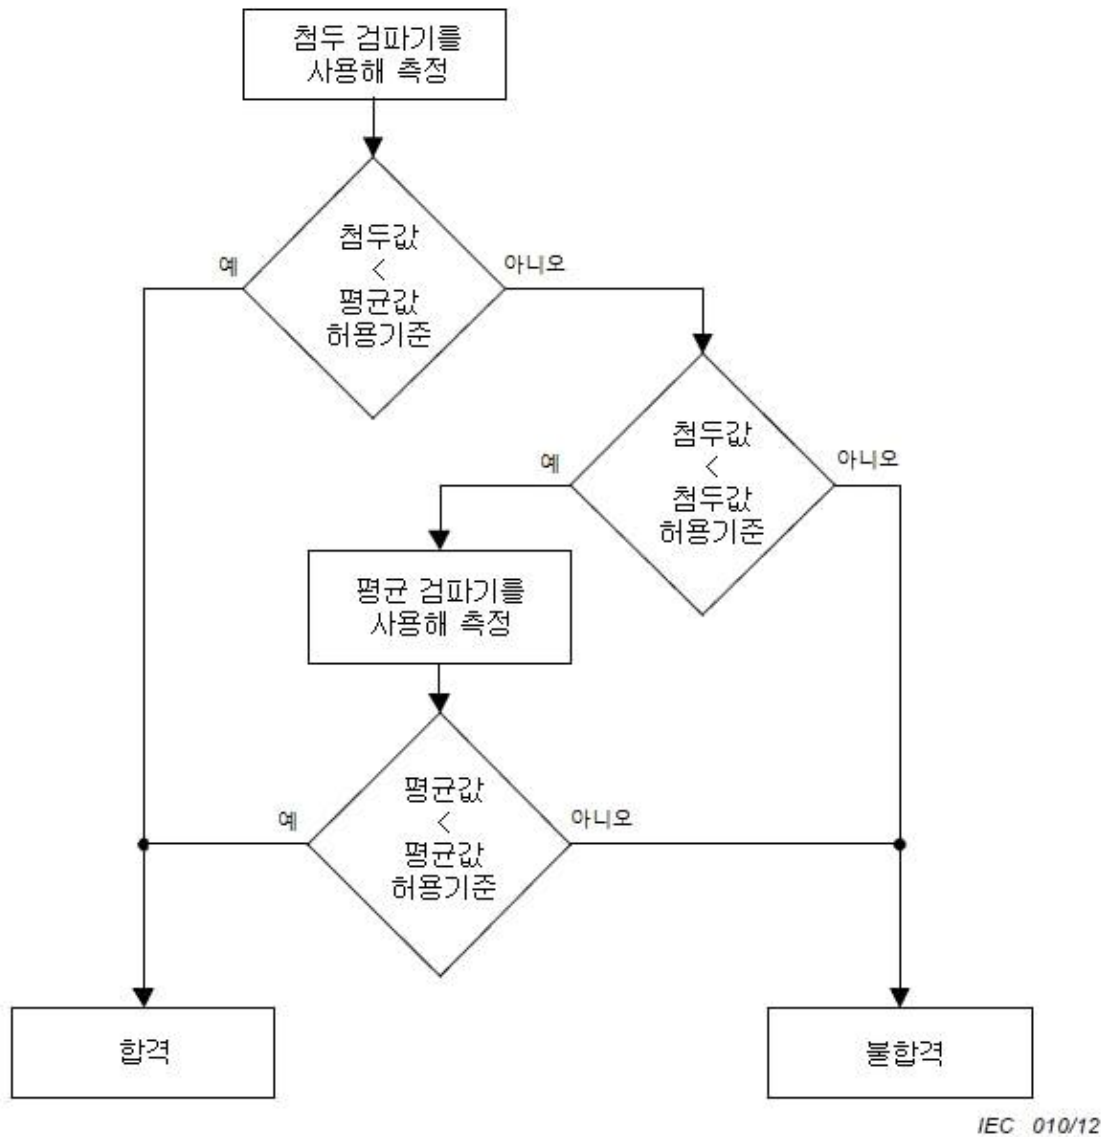 첨두 검파기를
사용해 측정
첨두값
<
평균값
허용기준
예
아니오
첨두값
<
첨두값
허용기준
예
아니오
평균 검파기를
사용해 측정
평균값
<
평균값
허용기준
예
아니오
합격
불합격
IEC 010/12